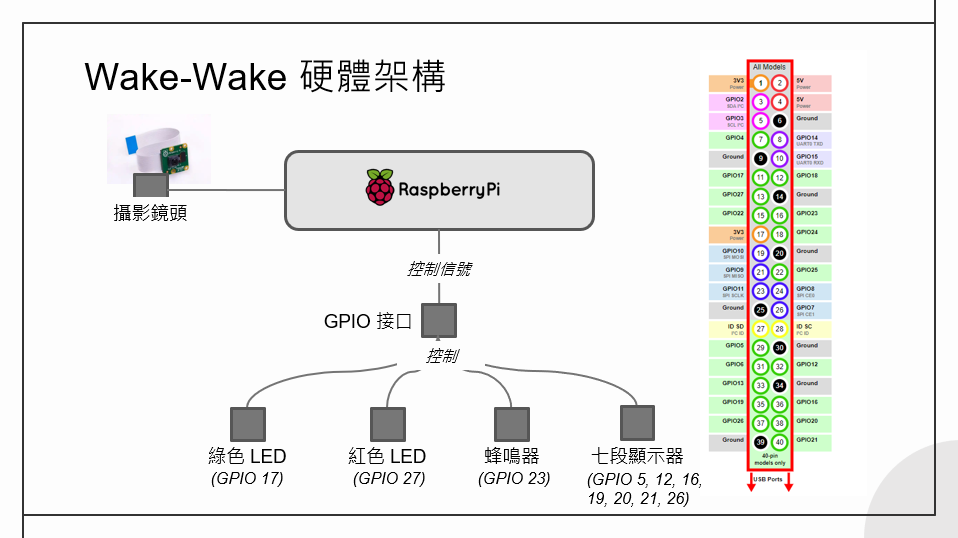 Wake-Wake 硬體架構
RaspberryPi
攝影鏡頭
控制信號
GPIO 接口
控制
綠色 LED
(GPIO 17)
紅色 LED
(GPIO 27)
蜂鳴器
(GPIO 23)
七段顯示器
(GPIO 5, 12, 16,
19, 20, 21, 26)
All Models
3V3 Power 1 2 5V Power
GPIO2 SDA I²C 3 4 5V Power
GPIO3 SCL I²C 5 6 Ground
GPIO4 7 8 GPIO14 UART0 TXD
Ground 9 10 GPIO15 UART0 RXD
GPIO17 11 12 GPIO18
GPIO27 13 14 Ground
GPIO22 15 16 GPIO23
3V3 Power 17 18 GPIO24
GPIO10 SPI MOSI 19 20 Ground
GPIO9 SPI MISO 21 22 GPIO25
GPIO11 SPI SCLK 23 24 GPIO8 SPI CE0
Ground 25 26 GPIO7 SPI CE1
ID SD I²C ID 27 28 ID SC I²C ID
GPIO5 29 30 Ground
GPIO6 31 32 GPIO12
GPIO13 33 34 Ground
GPIO19 35 36 GPIO16
GPIO26 37 38 GPIO20
Ground 39 40 GPIO21
40-pin
models only
USB Ports